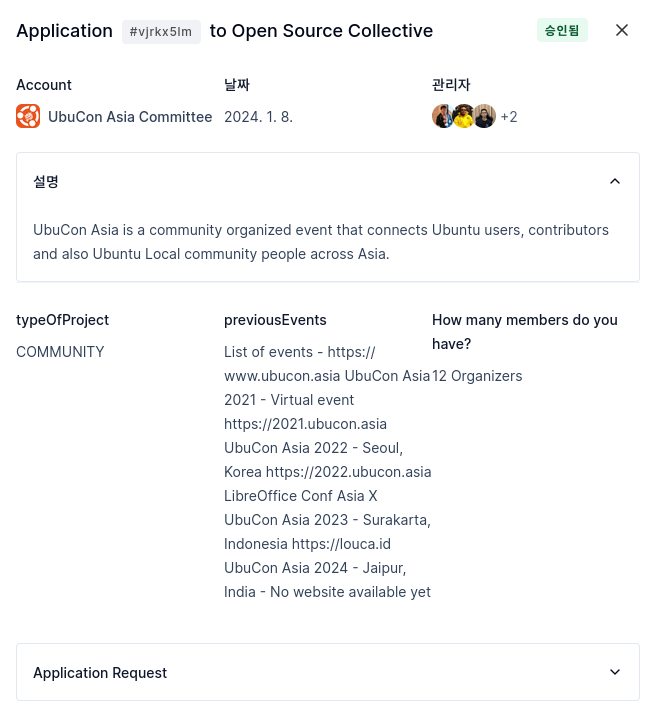 Application #vjrkx5lm to Open Source Collective 승인됨
Account 날짜 관리자
UbuCon Asia Committee 2024. 1. 8. +2
설명
UbuCon Asia is a community organized event that connects Ubuntu users, contributors
and also Ubuntu Local community people across Asia.
typeOfProject
COMMUNITY
previousEvents
List of events - https://
www.ubucon.asia UbuCon Asia
2021 - Virtual event
https://2021.ubucon.asia
UbuCon Asia 2022 - Seoul,
Korea https://2022.ubucon.asia
LibreOffice Conf Asia X
UbuCon Asia 2023 - Surakarta,
Indonesia https://louca.id
UbuCon Asia 2024 - Jaipur,
India - No website available yet
How many members do you
have?
12 Organizers
Application Request